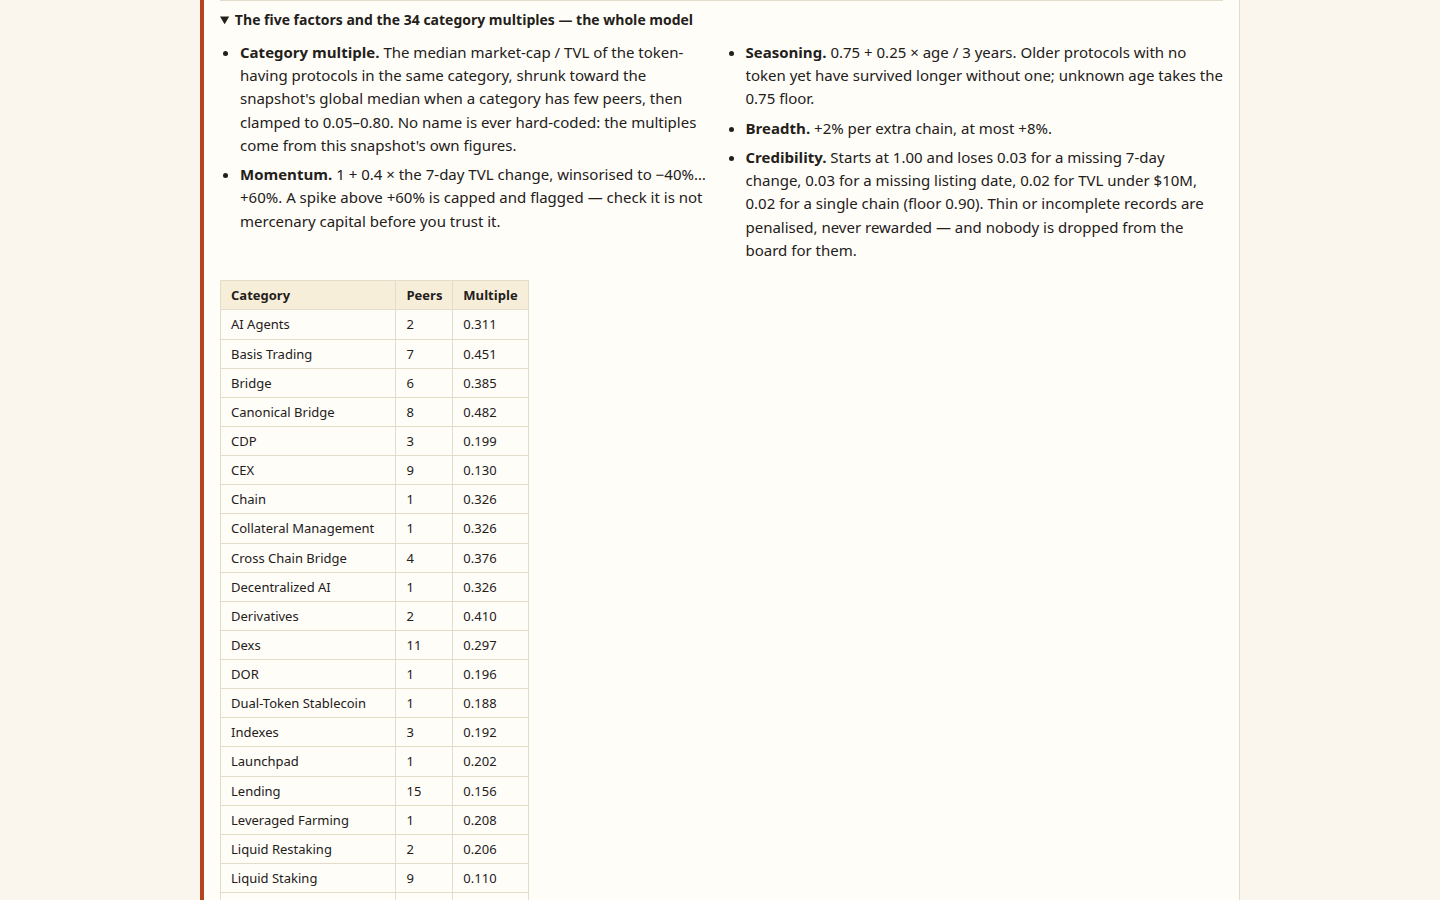 ▼ The five factors and the 34 category multiples — the whole model
• Category multiple. The median market-cap / TVL of the token-
having protocols in the same category, shrunk toward the
snapshot's global median when a category has few peers, then
clamped to 0.05–0.80. No name is ever hard-coded: the multiples
come from this snapshot's own figures.
• Momentum. 1 + 0.4 × the 7-day TVL change, winsorised to −40%…
+60%. A spike above +60% is capped and flagged — check it is not
mercenary capital before you trust it.
• Seasoning. 0.75 + 0.25 × age / 3 years. Older protocols with no
token yet have survived longer without one; unknown age takes the
0.75 floor.
• Breadth. +2% per extra chain, at most +8%.
• Credibility. Starts at 1.00 and loses 0.03 for a missing 7-day
change, 0.03 for a missing listing date, 0.02 for TVL under $10M,
0.02 for a single chain (floor 0.90). Thin or incomplete records are
penalised, never rewarded — and nobody is dropped from the
board for them.
Category Peers Multiple
AI Agents 2 0.311
Basis Trading 7 0.451
Bridge 6 0.385
Canonical Bridge 8 0.482
CDP 3 0.199
CEX 9 0.130
Chain 1 0.326
Collateral Management 1 0.326
Cross Chain Bridge 4 0.376
Decentralized AI 1 0.326
Derivatives 2 0.410
Dexs 11 0.297
DOR 1 0.196
Dual-Token Stablecoin 1 0.188
Indexes 3 0.192
Launchpad 1 0.202
Lending 15 0.156
Leveraged Farming 1 0.208
Liquid Restaking 2 0.206
Liquid Staking 9 0.110